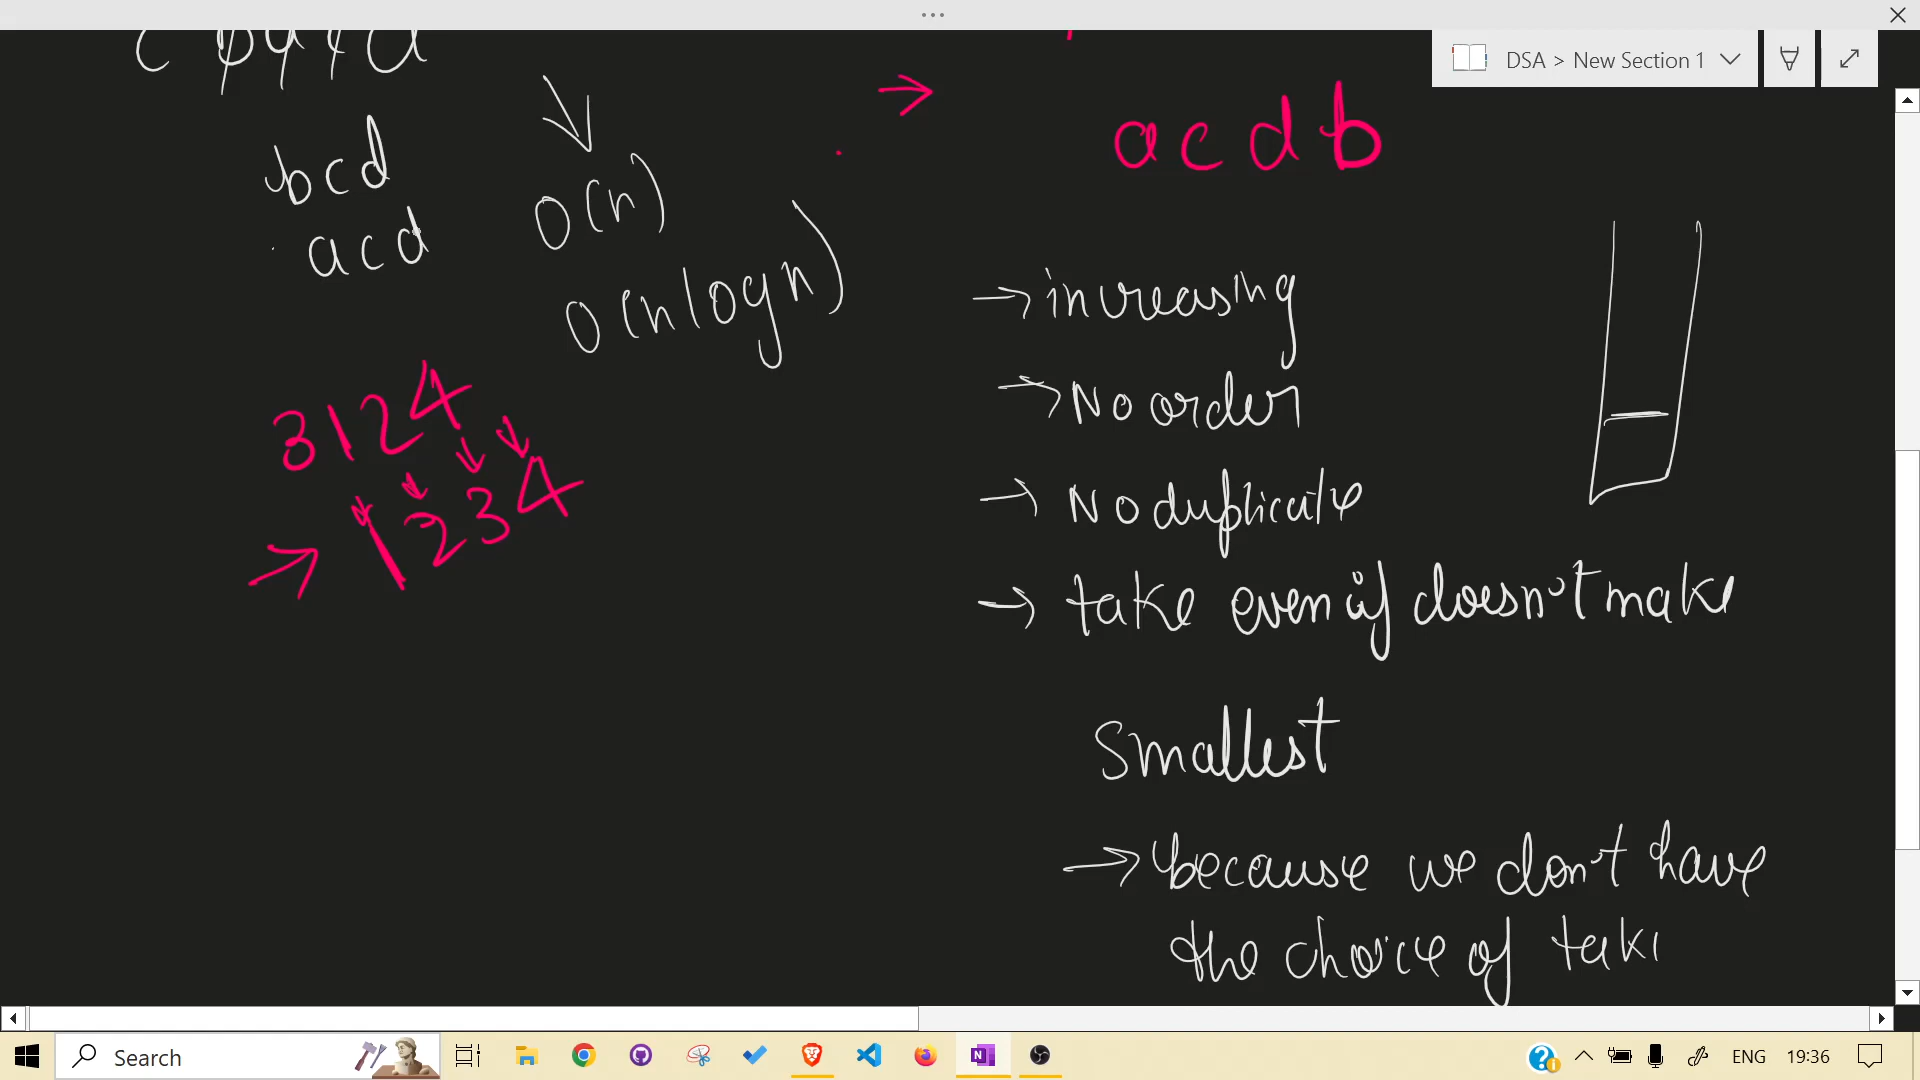 DSA > New Section 1
bcd
acd
O(n)
O(nlogn)
3124
→ 1234
→
acdb
→ increasing
→ No order
→ No duplicate
→ take even if doesn't make
Smallest
→ because we don't have
the choice of taki
Search
ENG
19:36